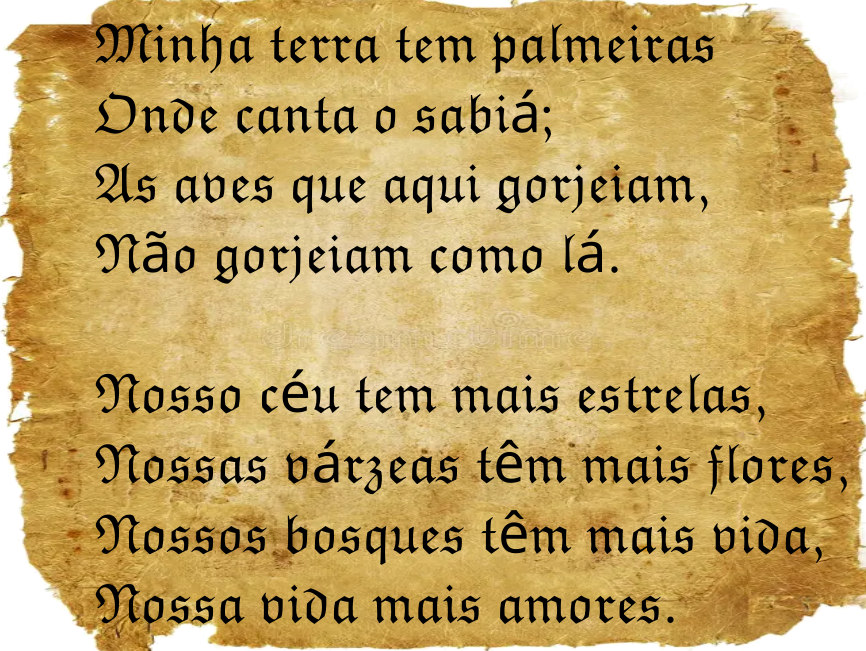 Minha terra tem palmeiras
Onde canta o sabiá;
As aves que aqui gorjeiam,
Não gorjeiam como lá.
Nosso céu tem mais estrelas,
Nossas várzeas têm mais flores,
Nossos bosques têm mais vida,
Nossa vida mais amores.